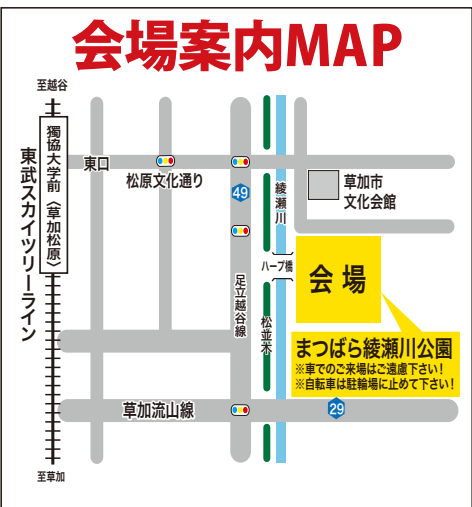 会場案内MAP
至越谷
獨協大学前〈草加松原〉
東武スカイツリーライン
東口
松原文化通り
49
綾瀬川
草加市
文化会館
ハープ橋
会場
足立越谷線
松並木
まつばら綾瀬川公園
※車でのご来場はご遠慮下さい!
※自転車は駐輪場に止めて下さい!
草加流山線
29
至草加